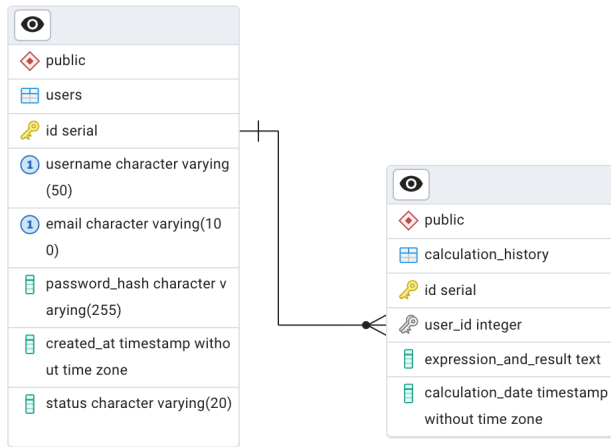 public
users
id serial
username character varying
(50)
1
email character varying(10
0)
1
password_hash character v
arying(255)
created_at timestamp witho
ut time zone
status character varying(20)
public
calculation_history
id serial
user_id integer
expression_and_result text
calculation_date timestamp
without time zone